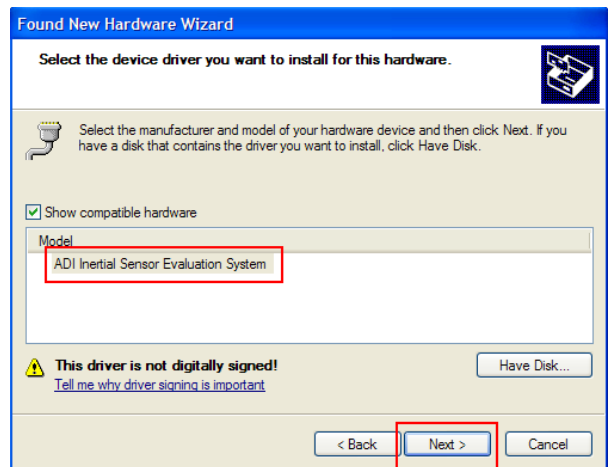 Found New Hardware Wizard
Select the device driver you want to install for this hardware.
Select the manufacturer and model of your hardware device and then click Next. If you
have a disk that contains the driver you want to install, click Have Disk.
Show compatible hardware
Model
ADI Inertial Sensor Evaluation System
This driver is not digitally signed!
Have Disk...
Tell me why driver signing is important
< Back
Next >
Cancel